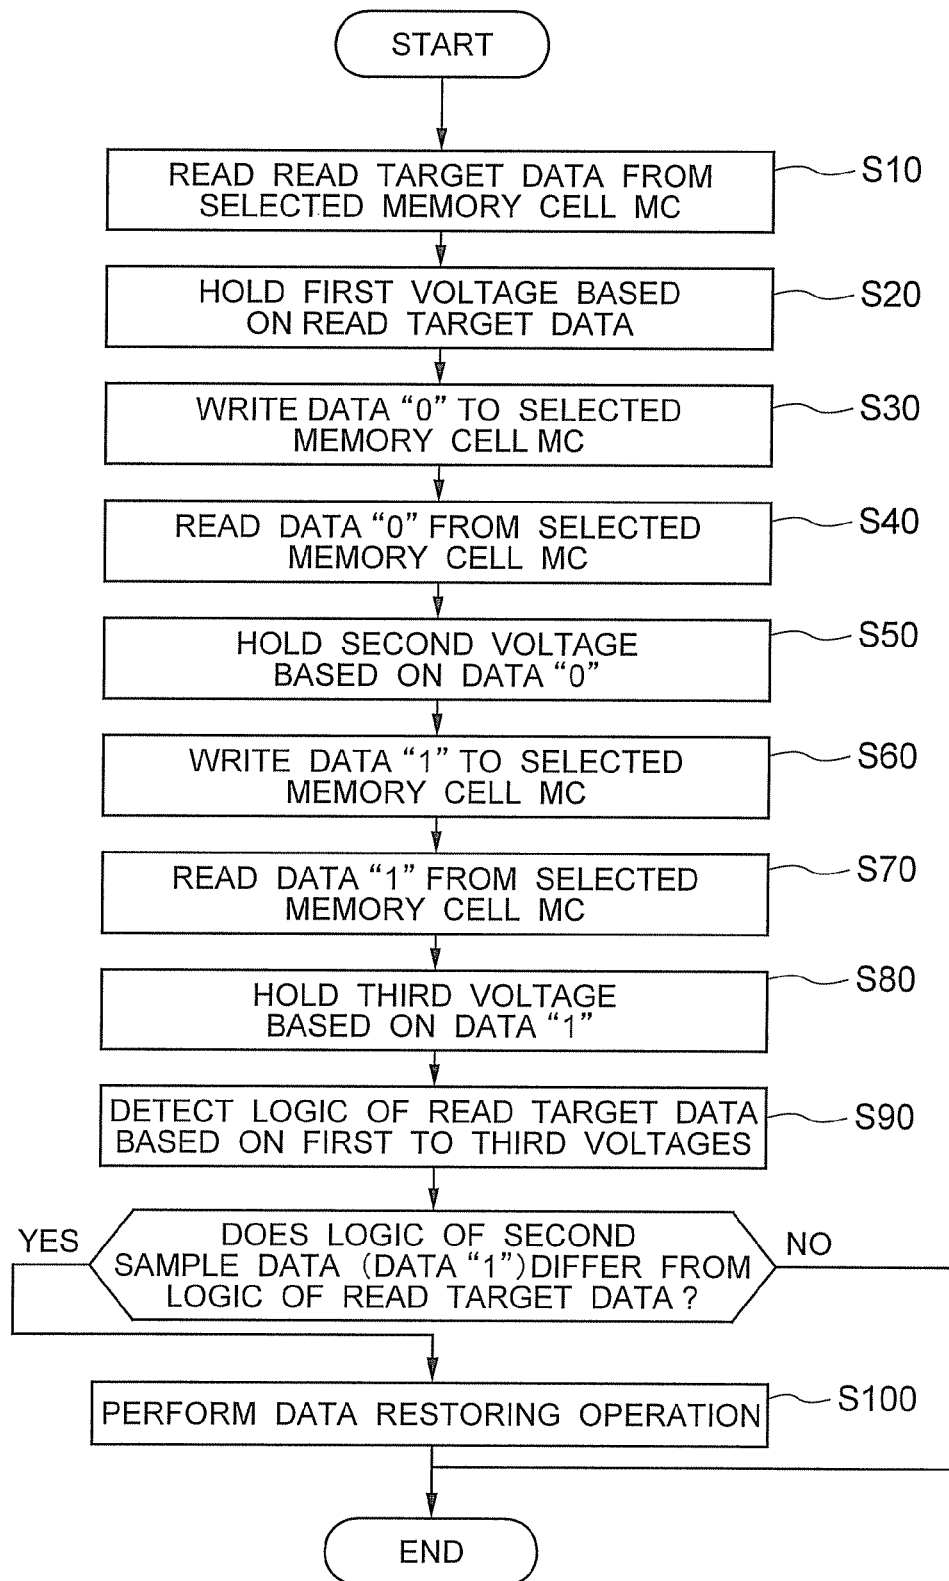 START
READ READ TARGET DATA FROM
SELECTED MEMORY CELL MC
S10
HOLD FIRST VOLTAGE BASED
ON READ TARGET DATA
S20
WRITE DATA “0” TO SELECTED
MEMORY CELL MC
S30
READ DATA “0” FROM SELECTED
MEMORY CELL MC
S40
HOLD SECOND VOLTAGE
BASED ON DATA “0”
S50
WRITE DATA “1” TO SELECTED
MEMORY CELL MC
S60
READ DATA “1” FROM SELECTED
MEMORY CELL MC
S70
HOLD THIRD VOLTAGE
BASED ON DATA “1”
S80
DETECT LOGIC OF READ TARGET DATA
BASED ON FIRST TO THIRD VOLTAGES
S90
YES
DOES LOGIC OF SECOND
SAMPLE DATA (DATA “1”) DIFFER FROM
LOGIC OF READ TARGET DATA?
NO
PERFORM DATA RESTORING OPERATION
S100
END